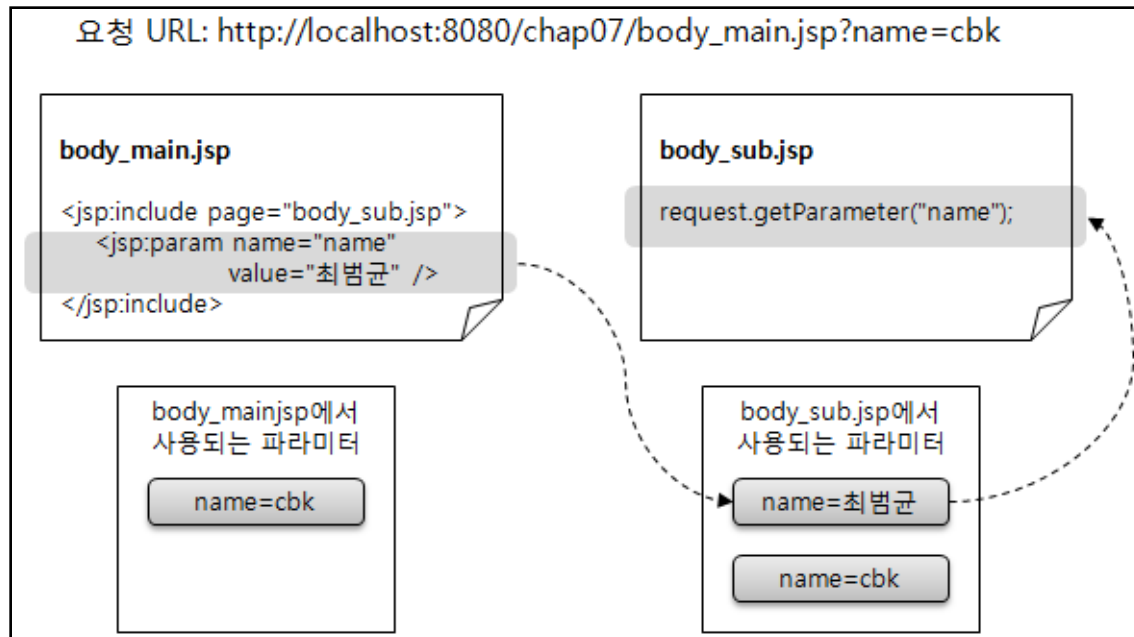 요청 URL: http://localhost:8080/chap07/body_main.jsp?name=cbk
body_main.jsp
<jsp:include page="body_sub.jsp">
<jsp:param name="name"
value="최범균" />
</jsp:include>
body_sub.jsp
request.getParameter("name");
body_mainjsp에서
사용되는 파라미터
name=cbk
body_sub.jsp에서
사용되는 파라미터
name=최범균
name=cbk